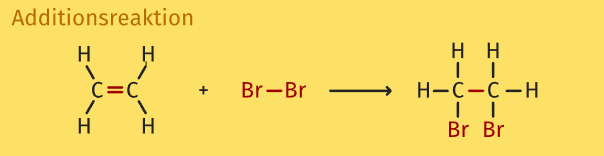 Additionsreaktion
H H H H
C=C + Br—Br ⟶ H—C—C—H
H H Br Br